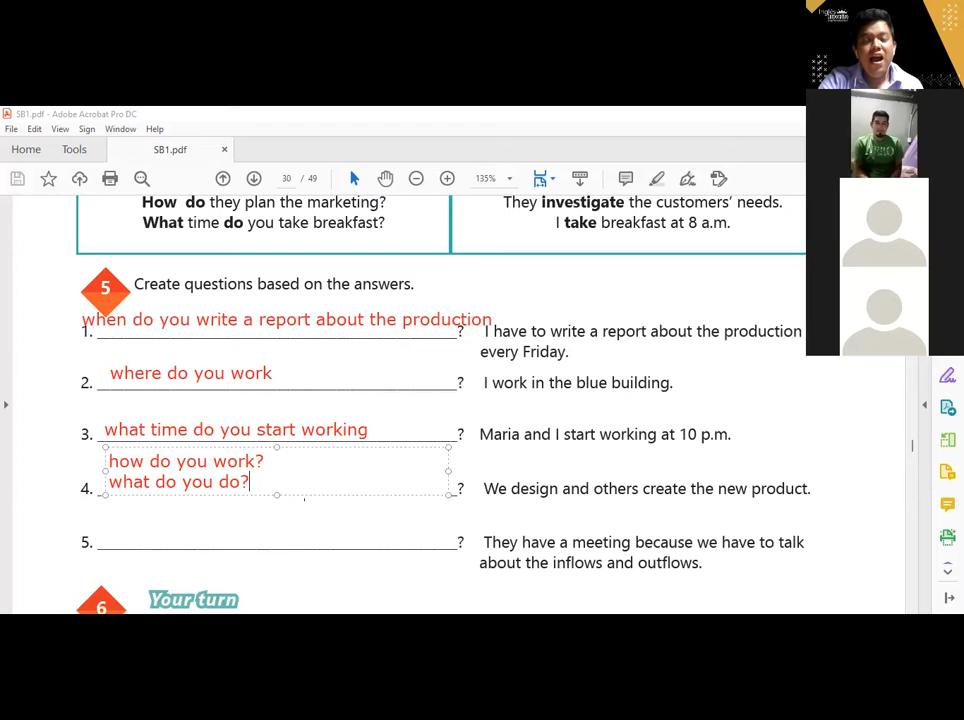 Inglés
SB1.pdf - Adobe Acrobat Pro DC
File Edit View Sign Window Help
Home Tools SB1.pdf ×
30 / 49 135%
How do they plan the marketing? They investigate the customers' needs.
What time do you take breakfast? I take breakfast at 8 a.m.
5 Create questions based on the answers.
when do you write a report about the production
1. ? I have to write a report about the production
every Friday.
where do you work
2. ? I work in the blue building.
what time do you start working
3. ? Maria and I start working at 10 p.m.
how do you work?
what do you do?
4. ? We design and others create the new product.
5. ? They have a meeting because we have to talk
about the inflows and outflows.
6 Your turn